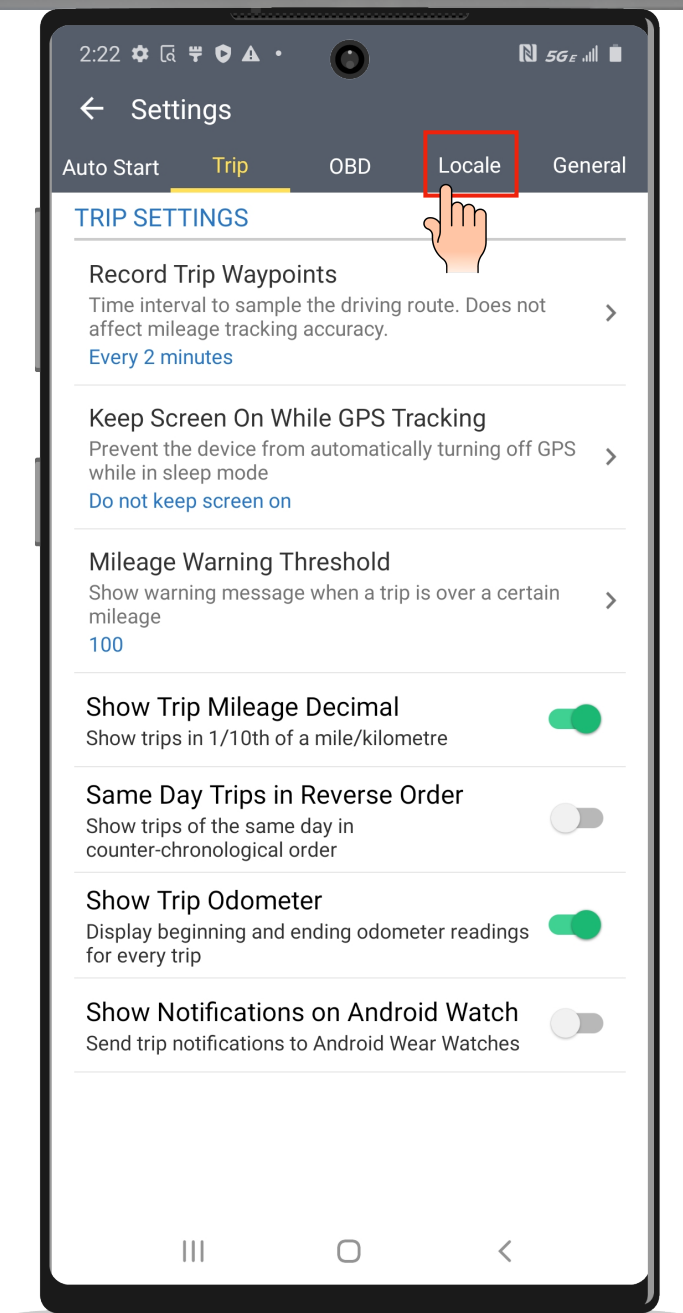 2:22 5G E
Settings
Auto Start Trip OBD Locale General
TRIP SETTINGS
Record Trip Waypoints
Time interval to sample the driving route. Does not
affect mileage tracking accuracy.
Every 2 minutes
Keep Screen On While GPS Tracking
Prevent the device from automatically turning off GPS
while in sleep mode
Do not keep screen on
Mileage Warning Threshold
Show warning message when a trip is over a certain
mileage
100
Show Trip Mileage Decimal
Show trips in 1/10th of a mile/kilometre
Same Day Trips in Reverse Order
Show trips of the same day in
counter-chronological order
Show Trip Odometer
Display beginning and ending odometer readings
for every trip
Show Notifications on Android Watch
Send trip notifications to Android Wear Watches